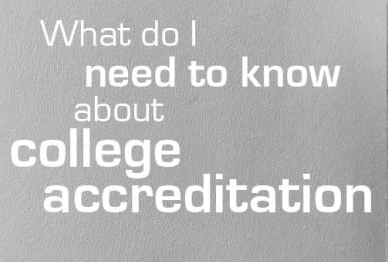 What do I
need to know
about
college
accreditation